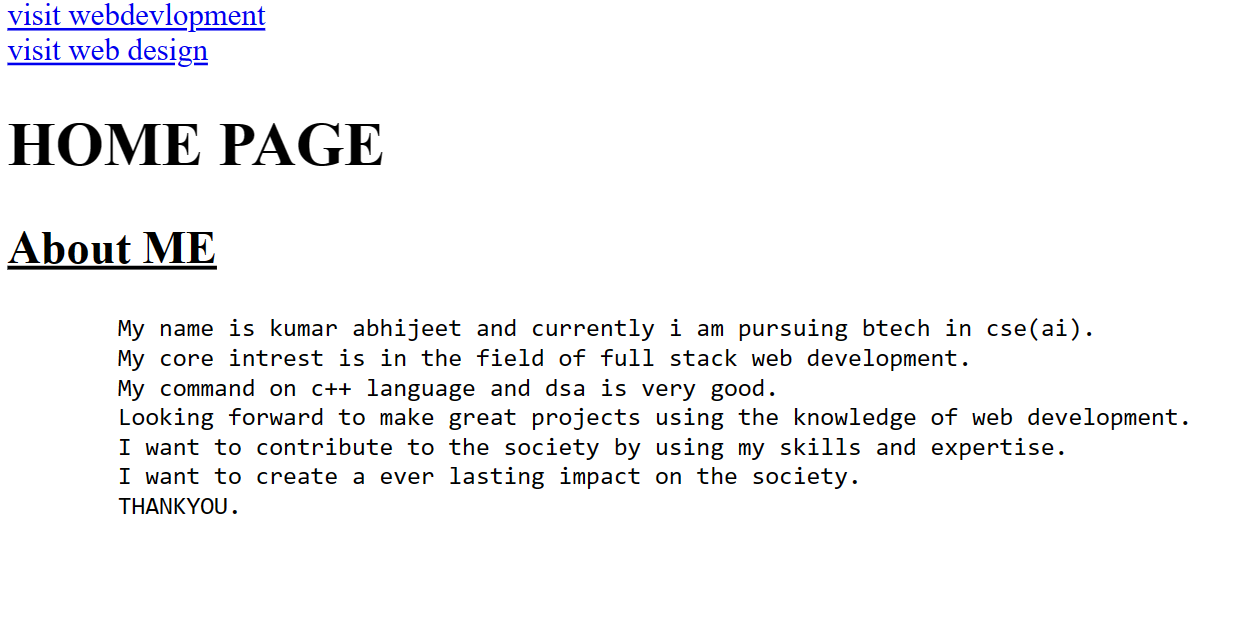 visit webdevlopment
visit web design
HOME PAGE
About ME
My name is kumar abhijeet and currently i am pursuing btech in cse(ai).
My core intrest is in the field of full stack web development.
My command on c++ language and dsa is very good.
Looking forward to make great projects using the knowledge of web development.
I want to contribute to the society by using my skills and expertise.
I want to create a ever lasting impact on the society.
THANKYOU.